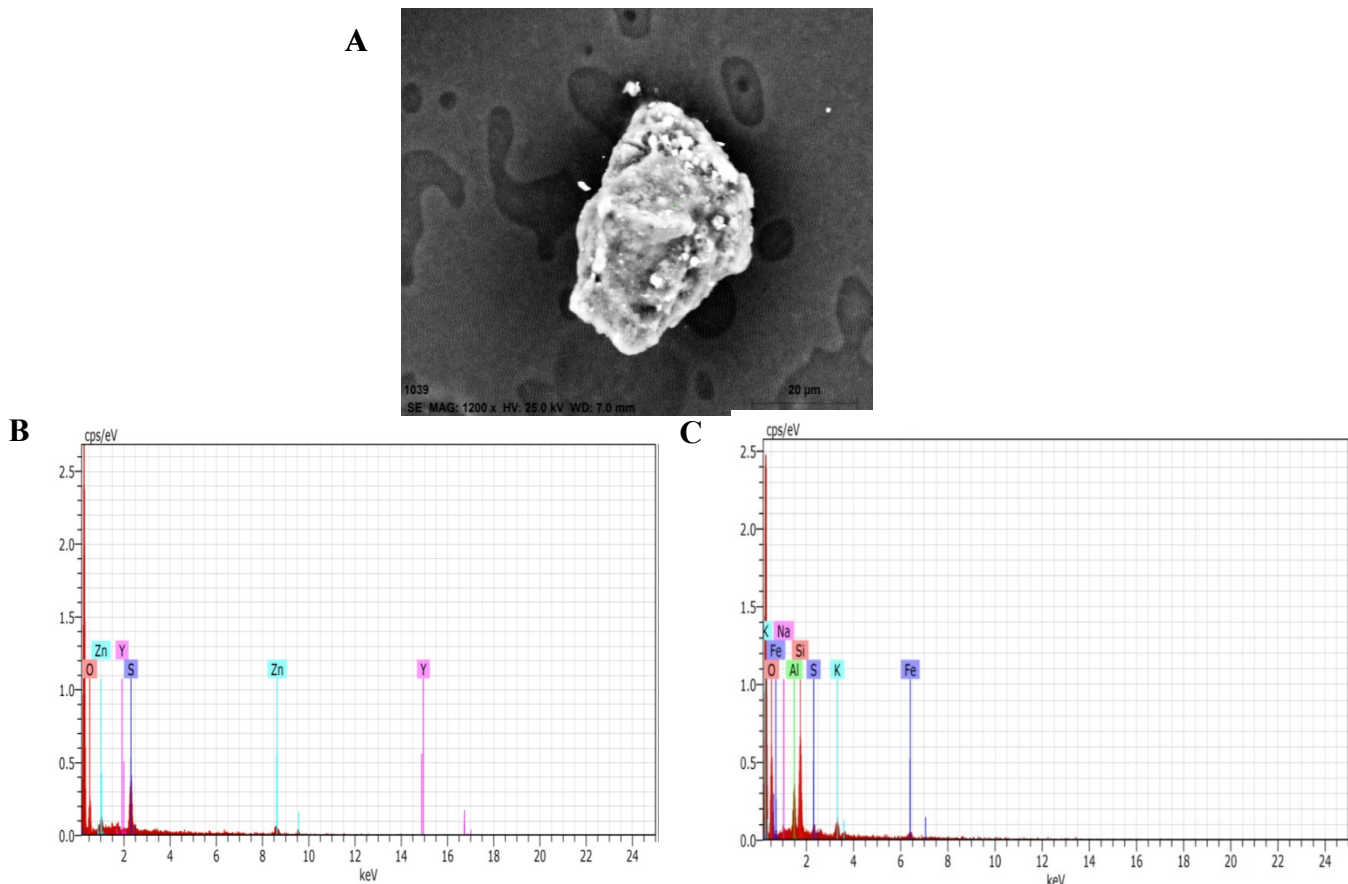 A
1039
20 µm
SE MAG: 1200 x HV: 25.0 kV WD: 7.0 mm
B
cps/eV
2.5
2.0
1.5
1.0
0.5
0.0
Zn Y
O S Zn Y
2 4 6 8 10 12 14 16 18 20 22 24
keV
C
cps/eV
2.5
2.0
1.5
1.0
0.5
0.0
K Na
Fe Si
O Al S K Fe
2 4 6 8 10 12 14 16 18 20 22 24
keV